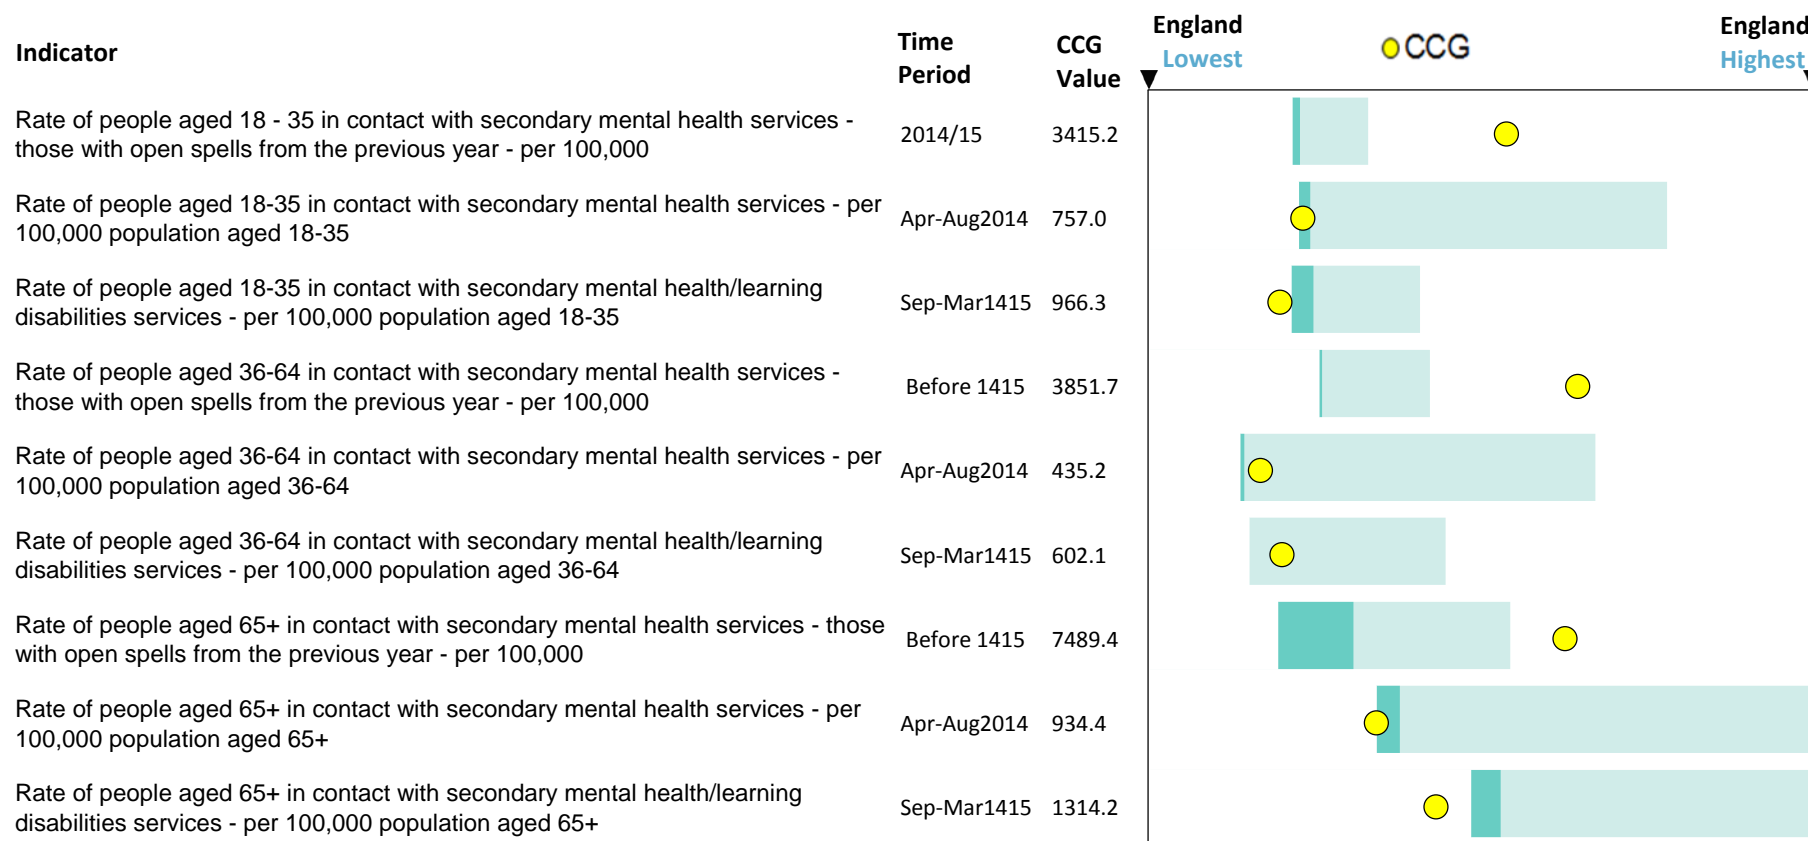 Indicator
Time
Period
CCG
Value
England
Lowest
CCG
England
Highest
Rate of people aged 18 - 35 in contact with secondary mental health services -
those with open spells from the previous year - per 100,000
2014/15
3415.2
Rate of people aged 18-35 in contact with secondary mental health services - per
100,000 population aged 18-35
Apr-Aug2014
757.0
Rate of people aged 18-35 in contact with secondary mental health/learning
disabilities services - per 100,000 population aged 18-35
Sep-Mar1415
966.3
Rate of people aged 36-64 in contact with secondary mental health services -
those with open spells from the previous year - per 100,000
Before 1415
3851.7
Rate of people aged 36-64 in contact with secondary mental health services - per
100,000 population aged 36-64
Apr-Aug2014
435.2
Rate of people aged 36-64 in contact with secondary mental health/learning
disabilities services - per 100,000 population aged 36-64
Sep-Mar1415
602.1
Rate of people aged 65+ in contact with secondary mental health services - those
with open spells from the previous year - per 100,000
Before 1415
7489.4
Rate of people aged 65+ in contact with secondary mental health services - per
100,000 population aged 65+
Apr-Aug2014
934.4
Rate of people aged 65+ in contact with secondary mental health/learning
disabilities services - per 100,000 population aged 65+
Sep-Mar1415
1314.2